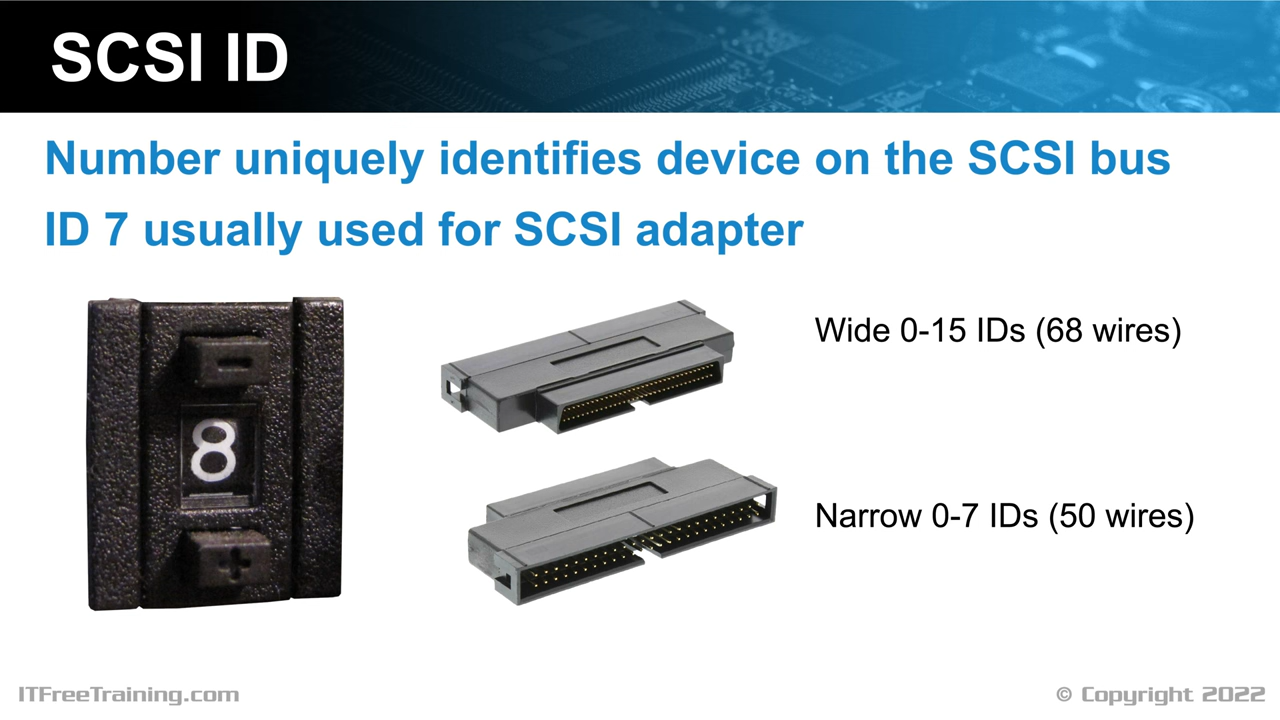 SCSI ID
Number uniquely identifies device on the SCSI bus
ID 7 usually used for SCSI adapter
-
8
+
Wide 0-15 IDs (68 wires)
Narrow 0-7 IDs (50 wires)
ITFreeTraining.com
© Copyright 2022